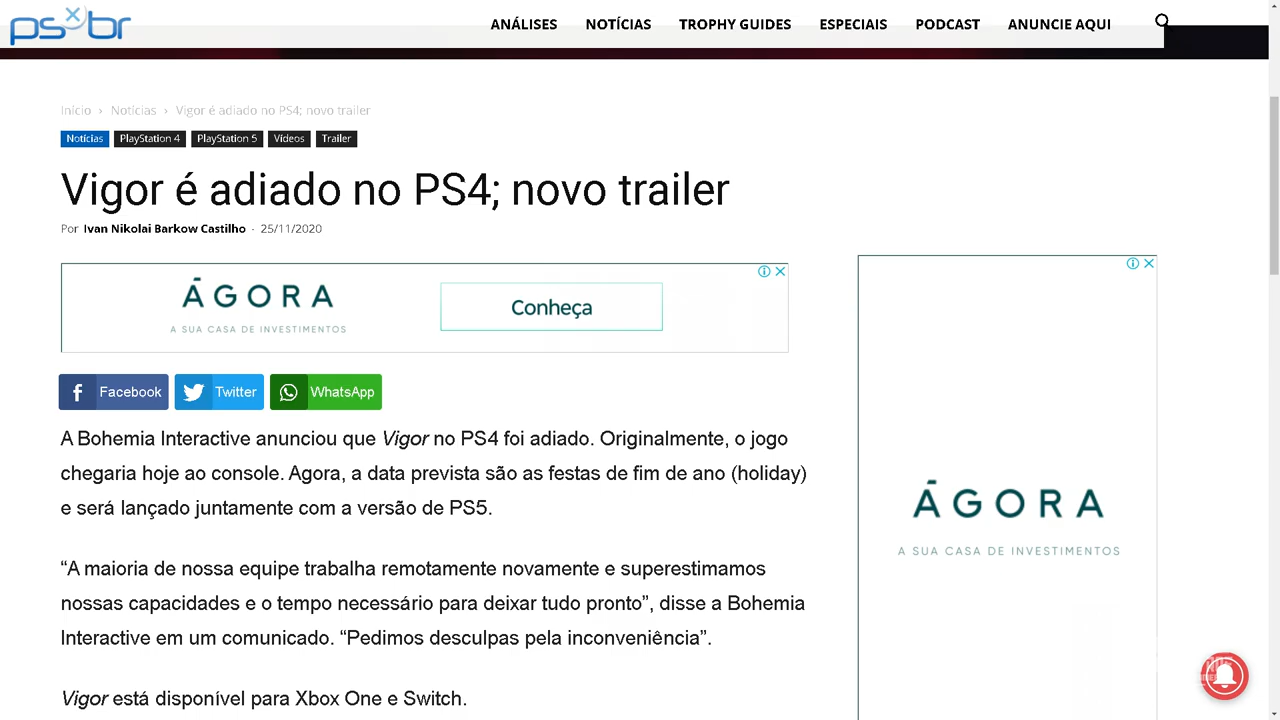 psxbr
ANÁLISES NOTÍCIAS TROPHY GUIDES ESPECIAIS PODCAST ANUNCIE AQUI
Início › Notícias › Vigor é adiado no PS4; novo trailer
Notícias PlayStation 4 PlayStation 5 Vídeos Trailer
Vigor é adiado no PS4; novo trailer
Por Ivan Nikolai Barkow Castilho - 25/11/2020
ÁGORA
A SUA CASA DE INVESTIMENTOS
Conheça
Facebook Twitter WhatsApp
A Bohemia Interactive anunciou que Vigor no PS4 foi adiado. Originalmente, o jogo
chegaria hoje ao console. Agora, a data prevista são as festas de fim de ano (holiday)
e será lançado juntamente com a versão de PS5.
“A maioria de nossa equipe trabalha remotamente novamente e superestimamos
nossas capacidades e o tempo necessário para deixar tudo pronto”, disse a Bohemia
Interactive em um comunicado. “Pedimos desculpas pela inconveniência”.
Vigor está disponível para Xbox One e Switch.
ÁGORA
A SUA CASA DE INVESTIMENTOS